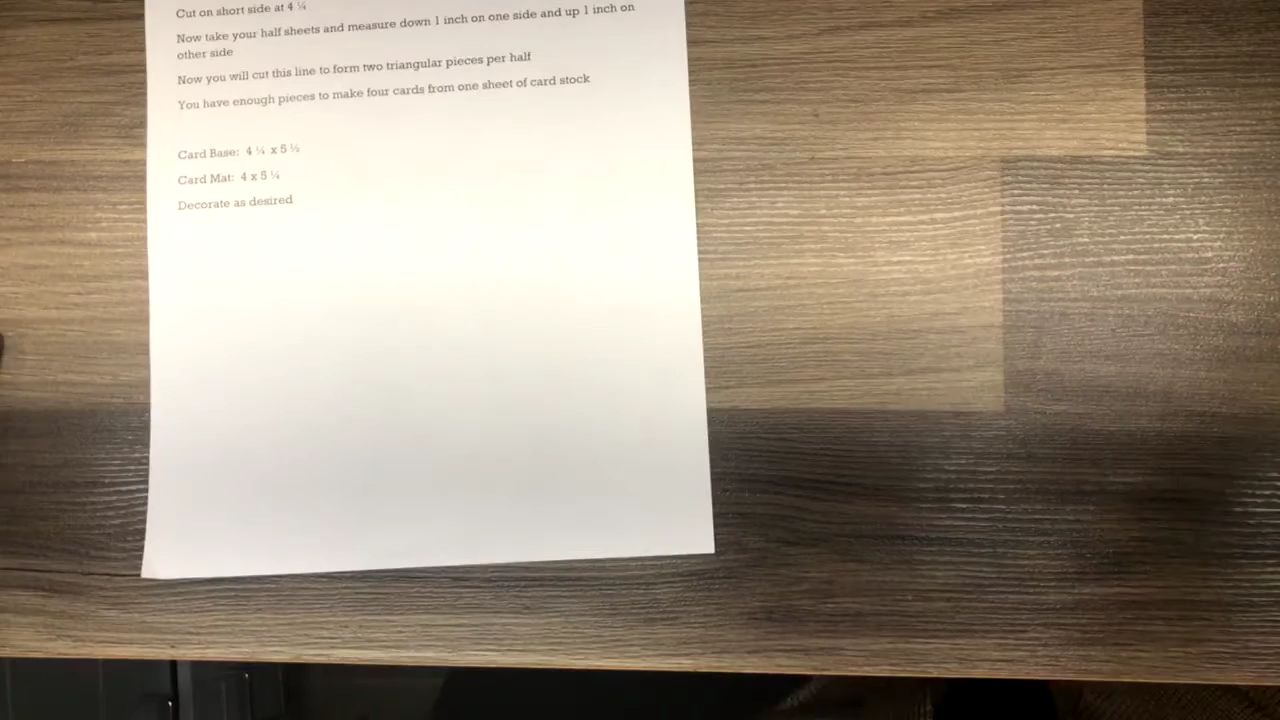 Cut on short side at 4 ¼
Now take your half sheets and measure down 1 inch on one side and up 1 inch on
other side
Now you will cut this line to form two triangular pieces per half
You have enough pieces to make four cards from one sheet of card stock
Card Base: 4 ¼ x 5 ½
Card Mat: 4 x 5 ¼
Decorate as desired